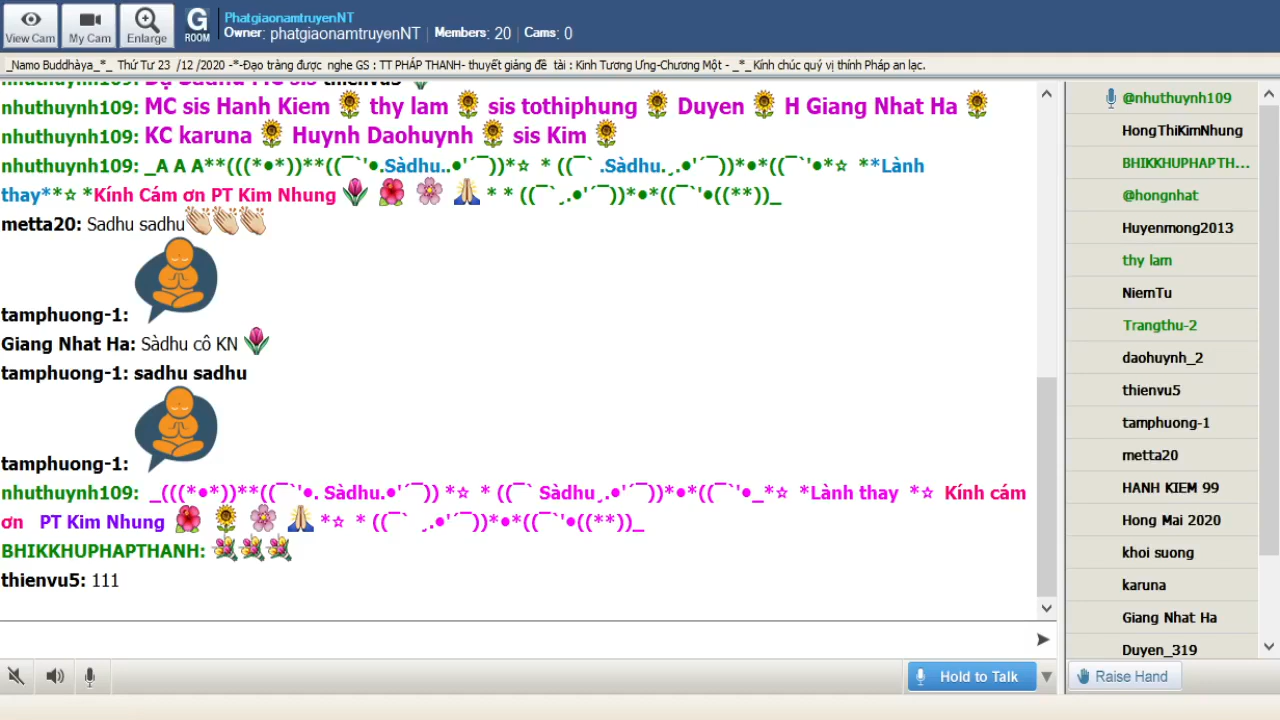 View Cam
My Cam
Enlarge
G
ROOM
PhatgiaonamtruyenNT
Owner: phatgiaonamtruyenNT | Members: 20 | Cams: 0
_Namo Buddhàya_*_ Thứ Tư 23 /12 /2020 -*-Đạo tràng được nghe GS : TT PHÁP THANH- thuyết giảng đề tài : Kinh Tương Ưng-Chương Một - _*_Kính chúc quý vị thính Pháp an lạc.
nhuthuynh109: MC sis Hanh Kiem 🌻 thy lam 🌻 sis tothiphung 🌻 Duyen 🌻 H Giang Nhat Ha 🌻
nhuthuynh109: KC karuna 🌻 Huynh Daohuynh 🌻 sis Kim 🌻
nhuthuynh109: _A A A**(((*•*))**((¯`'•.Sàdhu..•'´¯))*☆ * ((¯` .Sàdhu.¸.•'´¯))*•*((¯`'•*☆ **Lành
thay**☆ *Kính Cám ơn PT Kim Nhung 🌷 🌺 🌸 🙏 * * ((¯`¸.•'´¯))*•*((¯`'•((**))_
metta20: Sadhu sadhu👏👏👏
tamphuong-1:
Giang Nhat Ha: Sàdhu cô KN 🌷
tamphuong-1: sadhu sadhu
tamphuong-1:
nhuthuynh109: _(((*•*))**((¯`'•. Sàdhu.•'´¯)) *☆ * ((¯` Sàdhu¸.•'´¯))*•*((¯`'•_*☆ *Lành thay *☆ Kính cám
ơn PT Kim Nhung 🌺 🌻 🌸 🙏 *☆ * ((¯` ¸.•'´¯))*•*((¯`'•((**))_
BHIKKHUPHAPTHANH: 💐💐💐
thienvu5: 111
Hold to Talk
@nhuthuynh109
HongThiKimNhung
BHIKKHUPHAPTH...
@hongnhat
Huyenmong2013
thy lam
NiemTu
Trangthu-2
daohuynh_2
thienvu5
tamphuong-1
metta20
HANH KIEM 99
Hong Mai 2020
khoi suong
karuna
Giang Nhat Ha
Duyen_319
Raise Hand